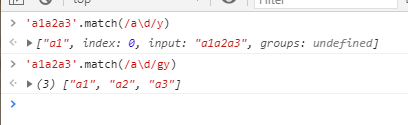 top
Filter
> 'a1a2a3'.match(/a\d/y)
<· ▶ ["a1", index: 0, input: "a1a2a3", groups: undefined]
> 'a1a2a3'.match(/a\d/gy)
<· ▶ (3) ["a1", "a2", "a3"]
>